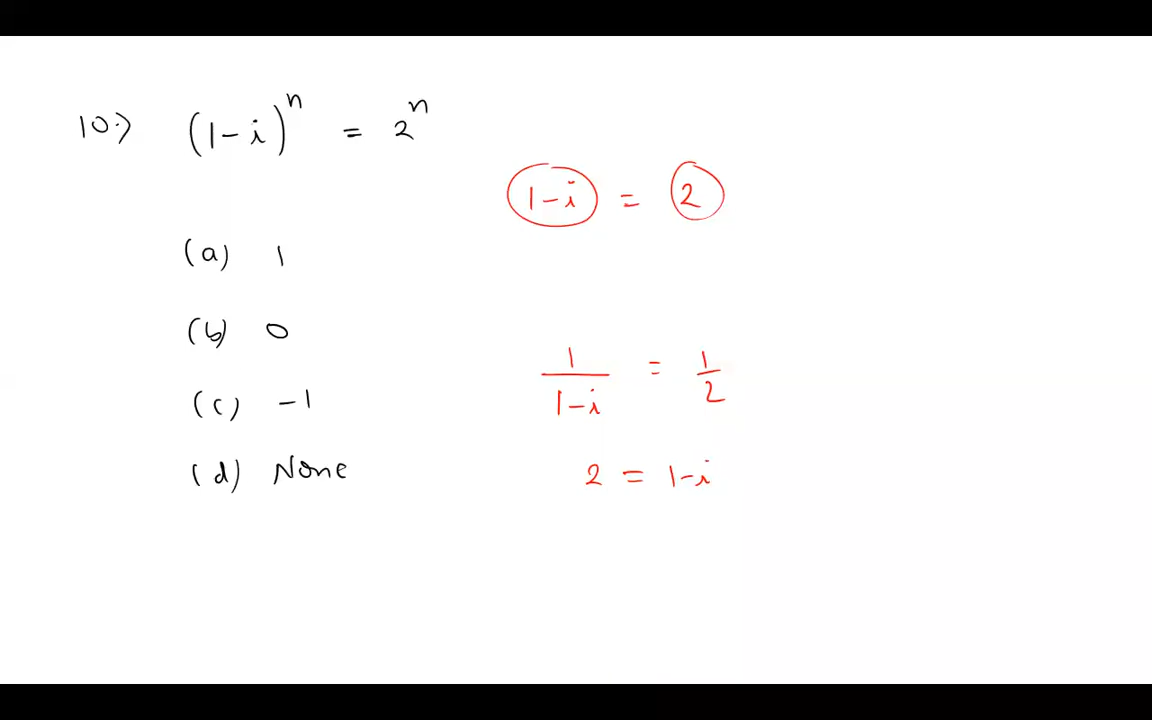 10:) (1-i)^n = 2^n
1-i = 2
(a) 1
(b) 0
1/(1-i) = 1/2
(c) -1
(d) None
2 = 1-i